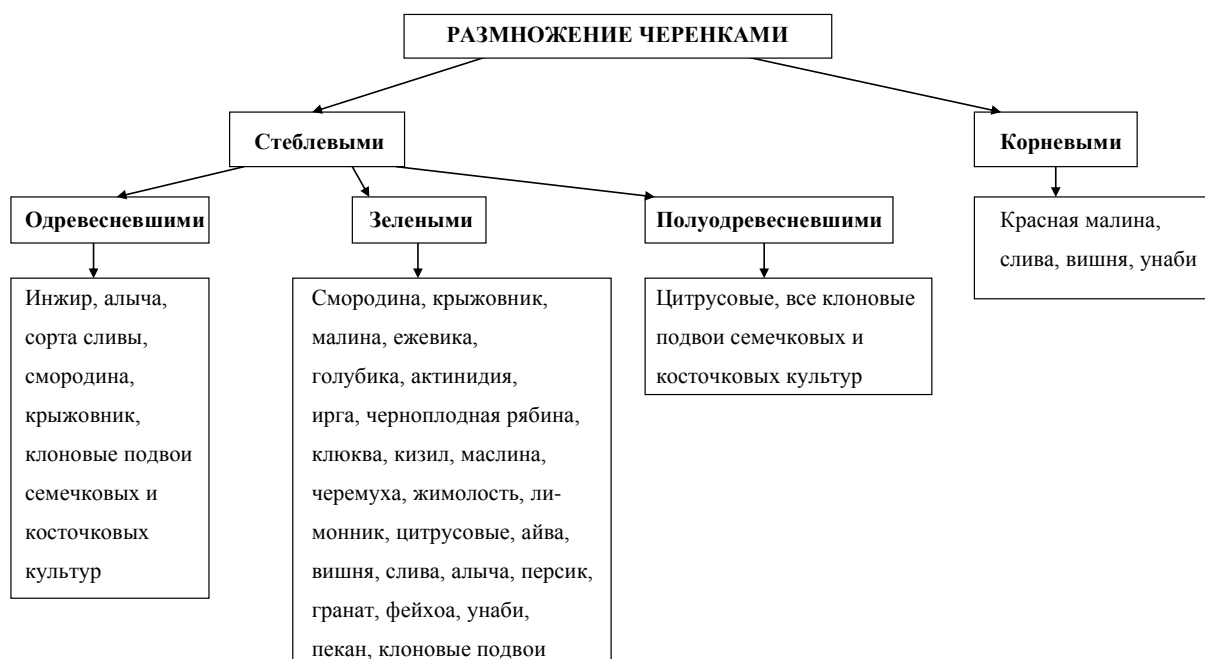 РАЗМНОЖЕНИЕ ЧЕРЕНКАМИ
Стеблевыми
Корневыми
Одревесневшими
Зелеными
Полуодревесневшими
Красная малина,
слива, вишня, унаби
Инжир, алыча,
сорта сливы,
смородина,
крыжовник,
клоновые подвои
семечковых и
косточковых
культур
Смородина, крыжовник,
малина, ежевика,
голубика, актинидия,
ирга, черноплодная рябина,
клюква, кизил, маслина,
черемуха, жимолость, ли-
монник, цитрусовые, айва,
вишня, слива, алыча, персик,
гранат, фейхоа, унаби,
пекан, клоновые подвои
Цитрусовые, все клоновые
подвои семечковых и
косточковых культур